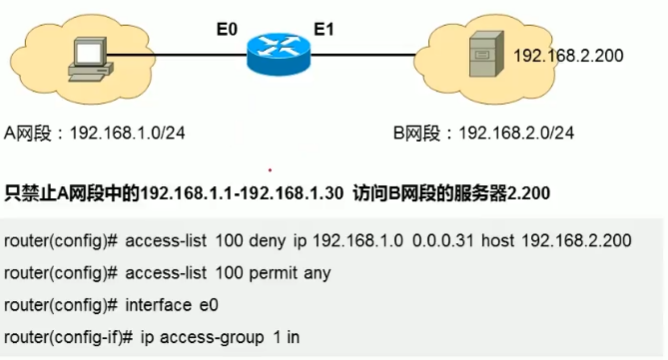 E0 E1
192.168.2.200
A网段：192.168.1.0/24 B网段：192.168.2.0/24
只禁止A网段中的192.168.1.1-192.168.1.30 访问B网段的服务器2.200
router(config)# access-list 100 deny ip 192.168.1.0 0.0.0.31 host 192.168.2.200
router(config)# access-list 100 permit any
router(config)# interface e0
router(config-if)# ip access-group 1 in